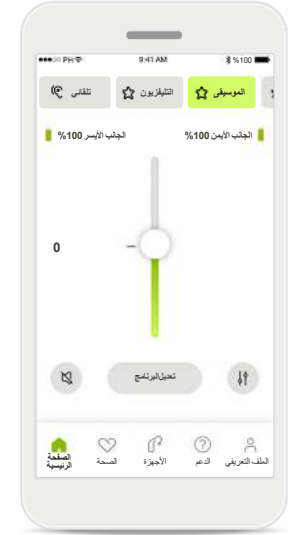 ●●●○○ PH 9:41 AM %100
الموسيقى
التليفزيون
تلقائي
الجانب الأيمن 100%
الجانب الأيسر 100%
0
تعديل البرنامج
الملف التعريفي
الدعم
الأجهزة
الصحة
الصفحة
الرئيسية